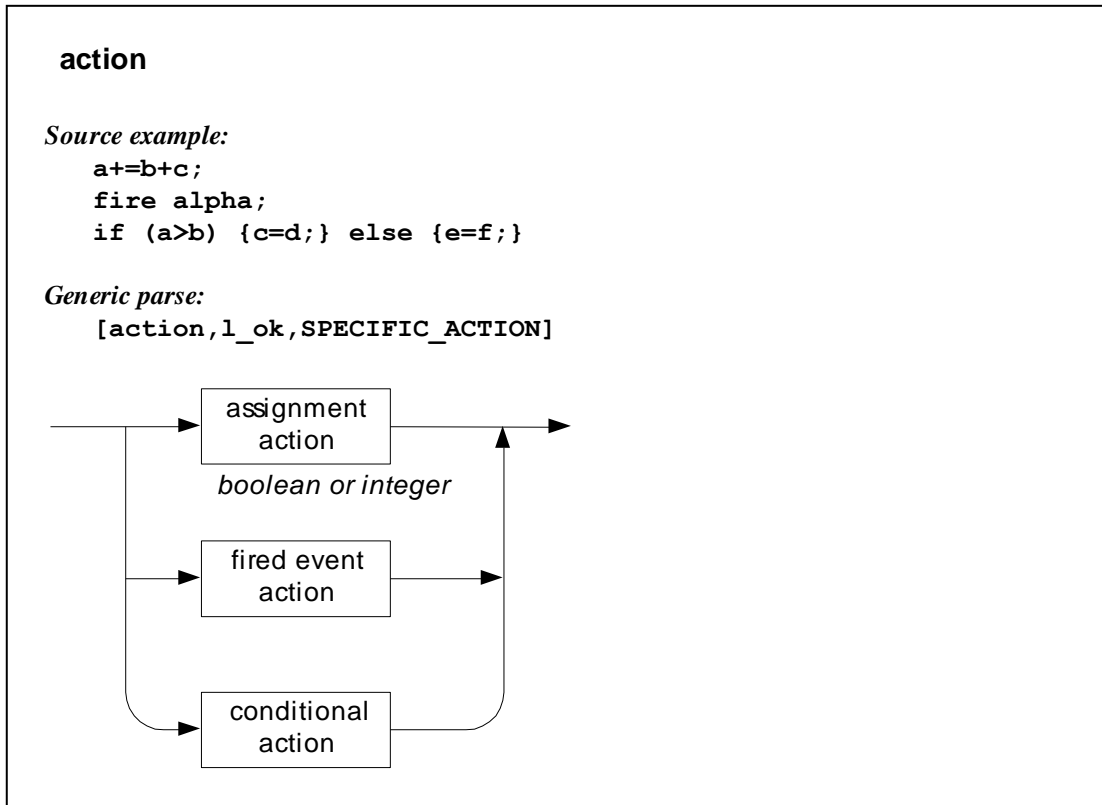 action
Source example:
a+=b+c;
fire alpha;
if (a>b) {c=d;} else {e=f;}
Generic parse:
[action,l_ok,SPECIFIC_ACTION]
assignment
action
boolean or integer
fired event
action
conditional
action